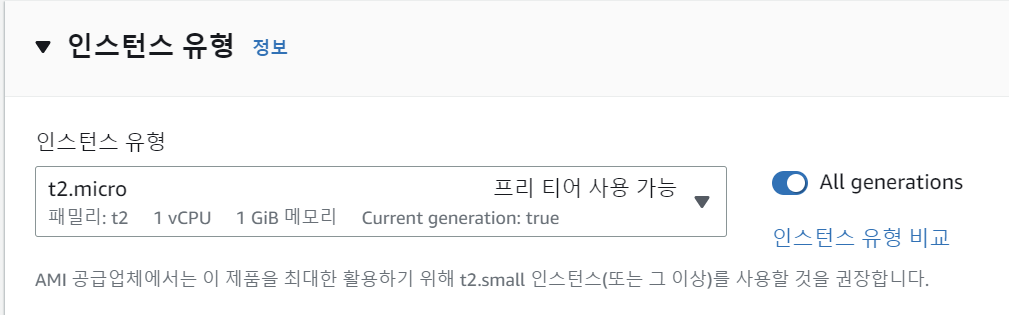 인스턴스 유형 정보
인스턴스 유형
t2.micro 프리 티어 사용 가능
패밀리: t2 1 vCPU 1 GiB 메모리 Current generation: true
All generations
인스턴스 유형 비교
AMI 공급업체에서는 이 제품을 최대한 활용하기 위해 t2.small 인스턴스(또는 그 이상)를 사용할 것을 권장합니다.